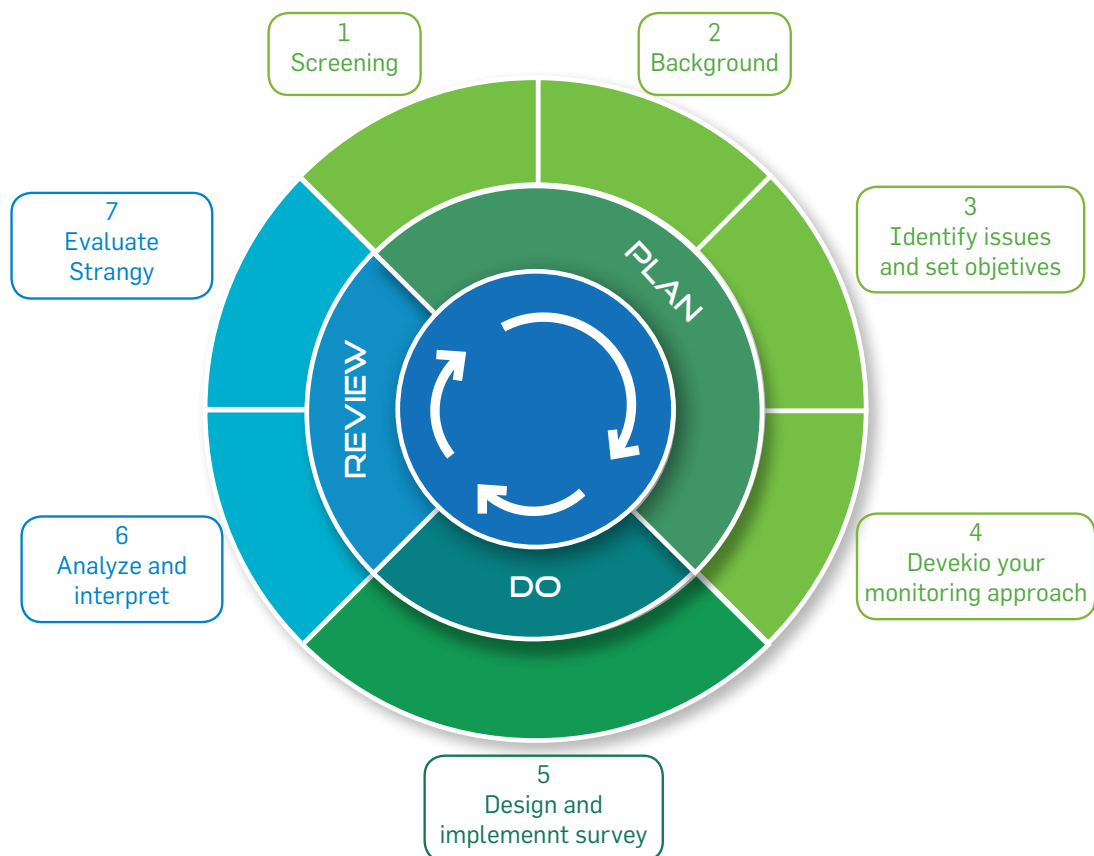 1
Screening
2
Background
3
Identify issues
and set objetives
4
Devekio your
monitoring approach
5
Design and
implemennt survey
6
Analyze and
interpret
7
Evaluate
Strangy
PLAN
DO
REVIEW